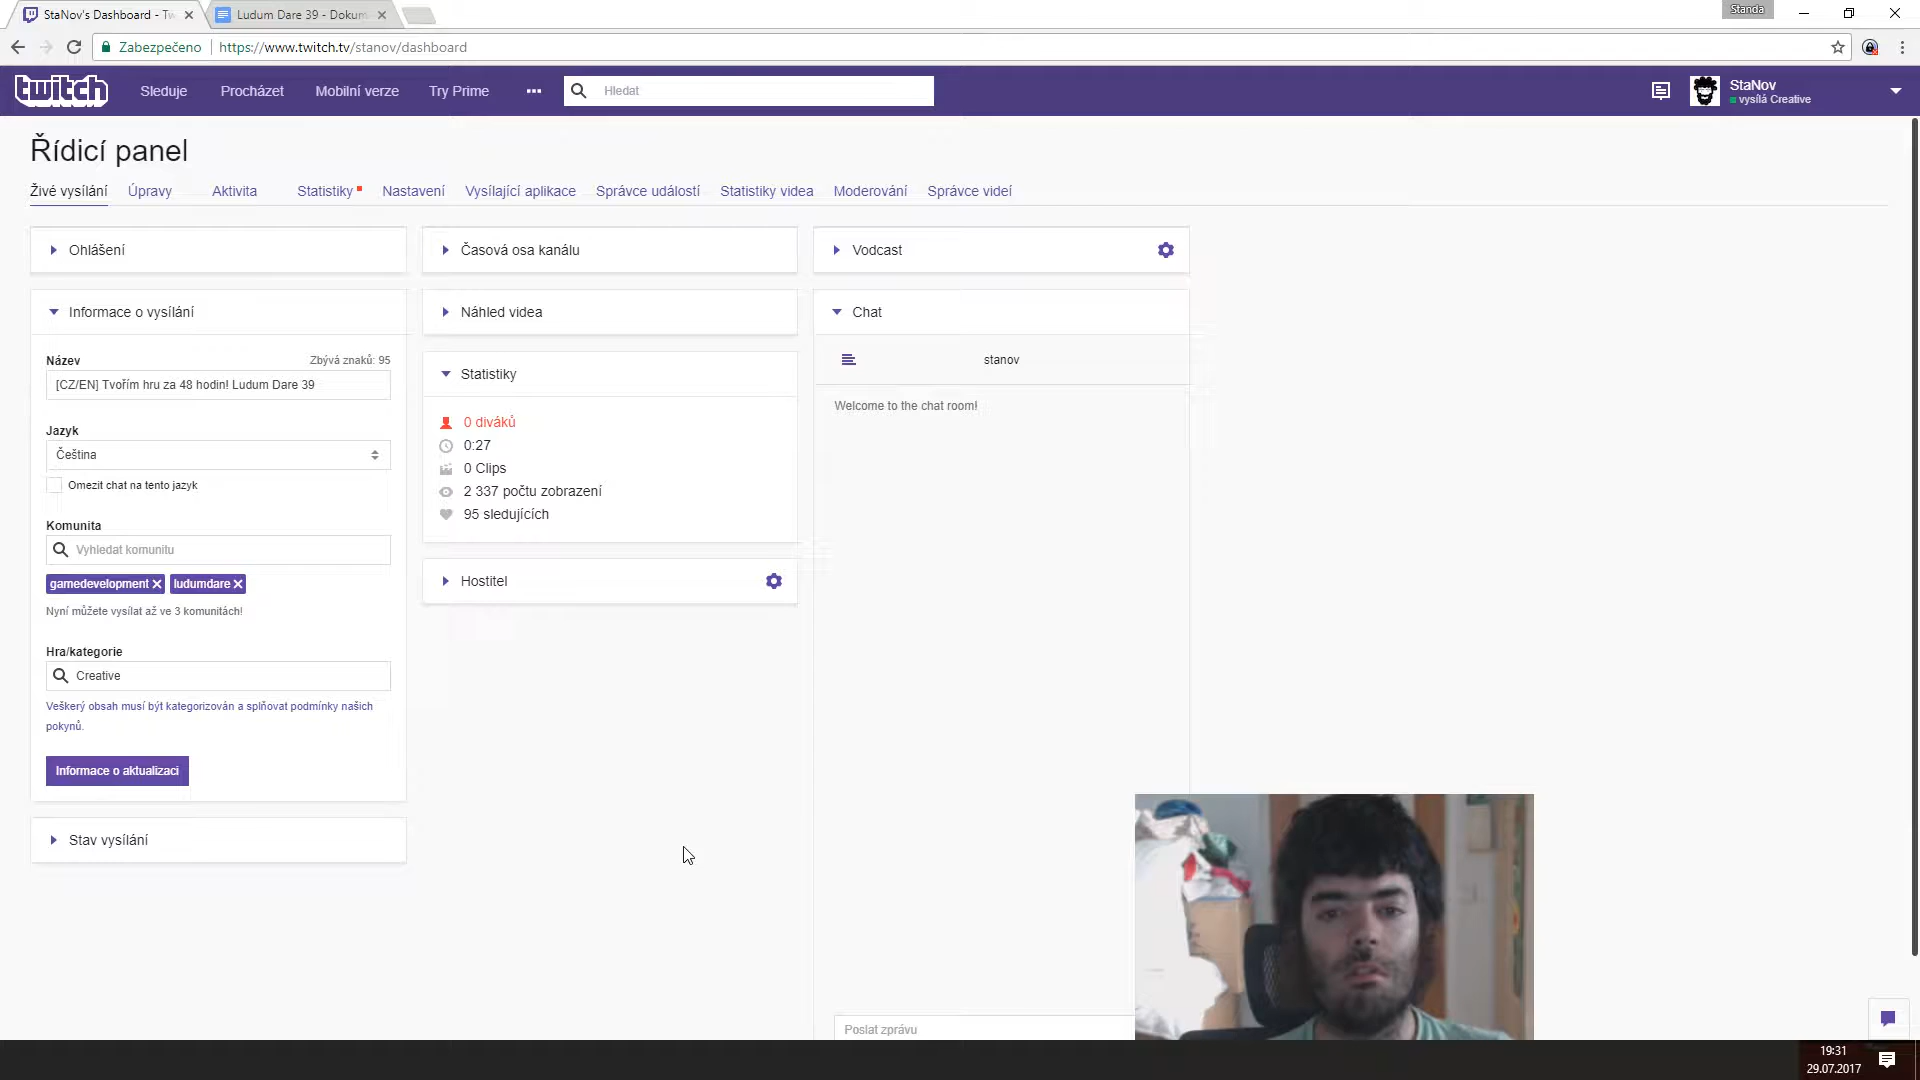 StaNov's Dashboard - Tw
Ludum Dare 39 - Dokum
Standa
Zabezpečeno
https://www.twitch.tv/stanov/dashboard
twitch
Sleduje
Procházet
Mobilní verze
Try Prime
Hledat
StaNov
vysílá Creative
Řídicí panel
Živé vysílání
Úpravy
Aktivita
Statistiky
Nastavení
Vysílající aplikace
Správce událostí
Statistiky videa
Moderování
Správce videí
Ohlášení
Časová osa kanálu
Vodcast
Informace o vysílání
Název
Zbývá znaků: 95
[CZ/EN] Tvořím hru za 48 hodin! Ludum Dare 39
Jazyk
Čeština
Omezit chat na tento jazyk
Komunita
Vyhledat komunitu
gamedevelopment
ludumdare
Nyní můžete vysílat až ve 3 komunitách!
Hra/kategorie
Creative
Veškerý obsah musí být kategorizován a splňovat podmínky našich
pokynů.
Informace o aktualizaci
Stav vysílání
Náhled videa
Statistiky
0 diváků
0:27
0 Clips
2 337 počtu zobrazení
95 sledujících
Hostitel
Chat
stanov
Welcome to the chat room!
Poslat zprávu
19:31
29.07.2017